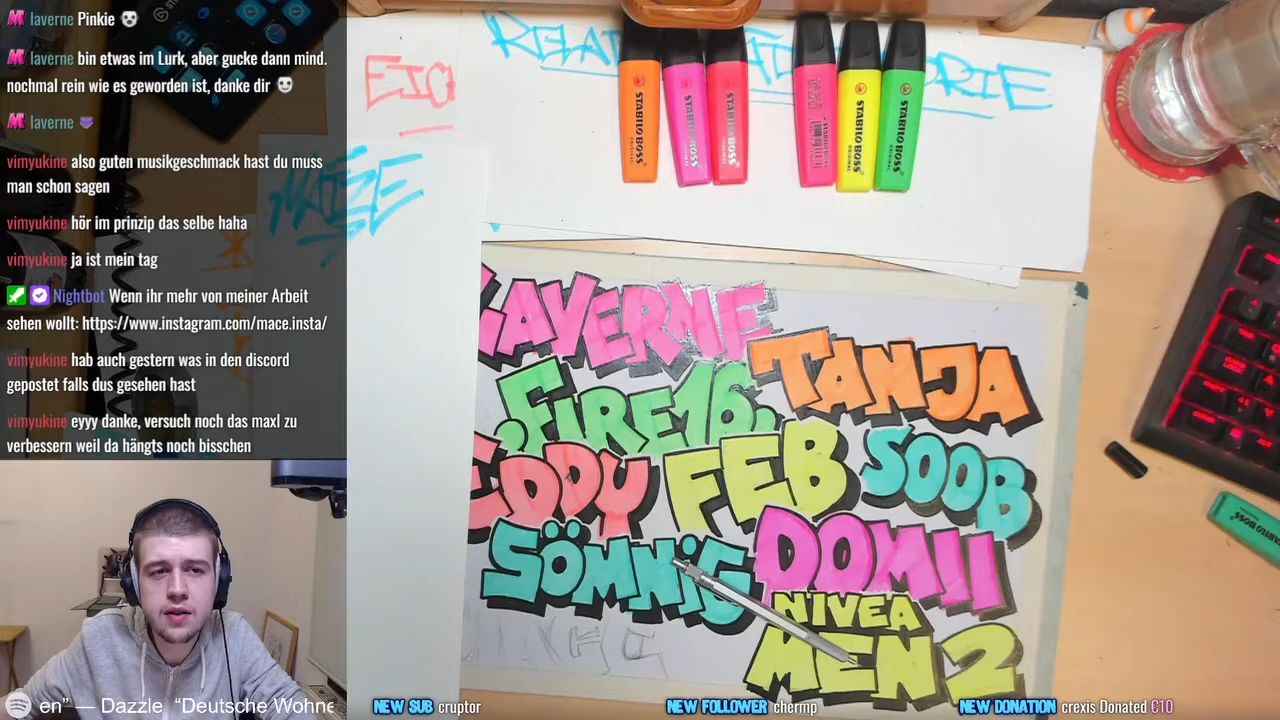 laverne Pinkie
laverne bin etwas im Lurk, aber gucke dann mind.
nochmal rein wie es geworden ist, danke dir
laverne
vimyukine also guten musikgeschmack hast du muss
man schon sagen
vimyukine hör im prinzip das selbe haha
vimyukine ja ist mein tag
Nightbot Wenn ihr mehr von meiner Arbeit
sehen wollt: https://www.instagram.com/mace.insta/
vimyukine hab auch gestern was in den discord
gepostet falls dus gesehen hast
vimyukine eyyy danke, versuch noch das maxl zu
verbessern weil da hängts noch bisschen
STABILO BOSS
STABILO BOSS
STABILO BOSS
STABILO BOSS
STABILO BOSS
STABILO BOSS
LAVERNE
TANJA
.FIRE16.
EDDY
FEB
SOOB
SÖMNIG
DOMII
NIVEA
MEN 2
en” — Dazzle “Deutsche Wohne
NEW SUB cruptor
NEW FOLLOWER chermp
NEW DONATION crexis Donated €10